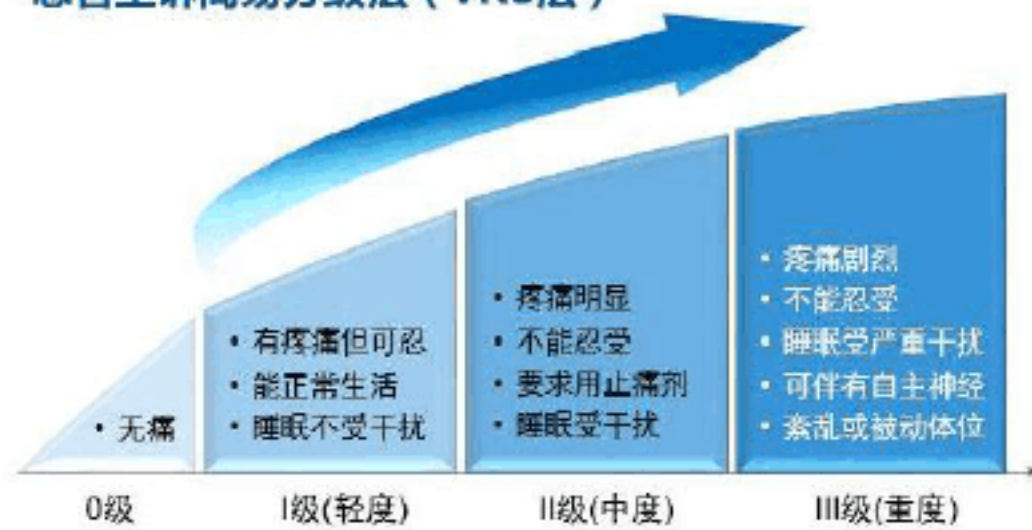 • 无痛
• 有疼痛但可忍
• 能正常生活
• 睡眠不受干扰
• 疼痛明显
• 不能忍受
• 要求用止痛剂
• 睡眠受干扰
• 疼痛剧烈
• 不能忍受
• 睡眠受严重干扰
• 可伴有自主神经
• 紊乱或被动体位
0级
I级(轻度)
II级(中度)
III级(重度)